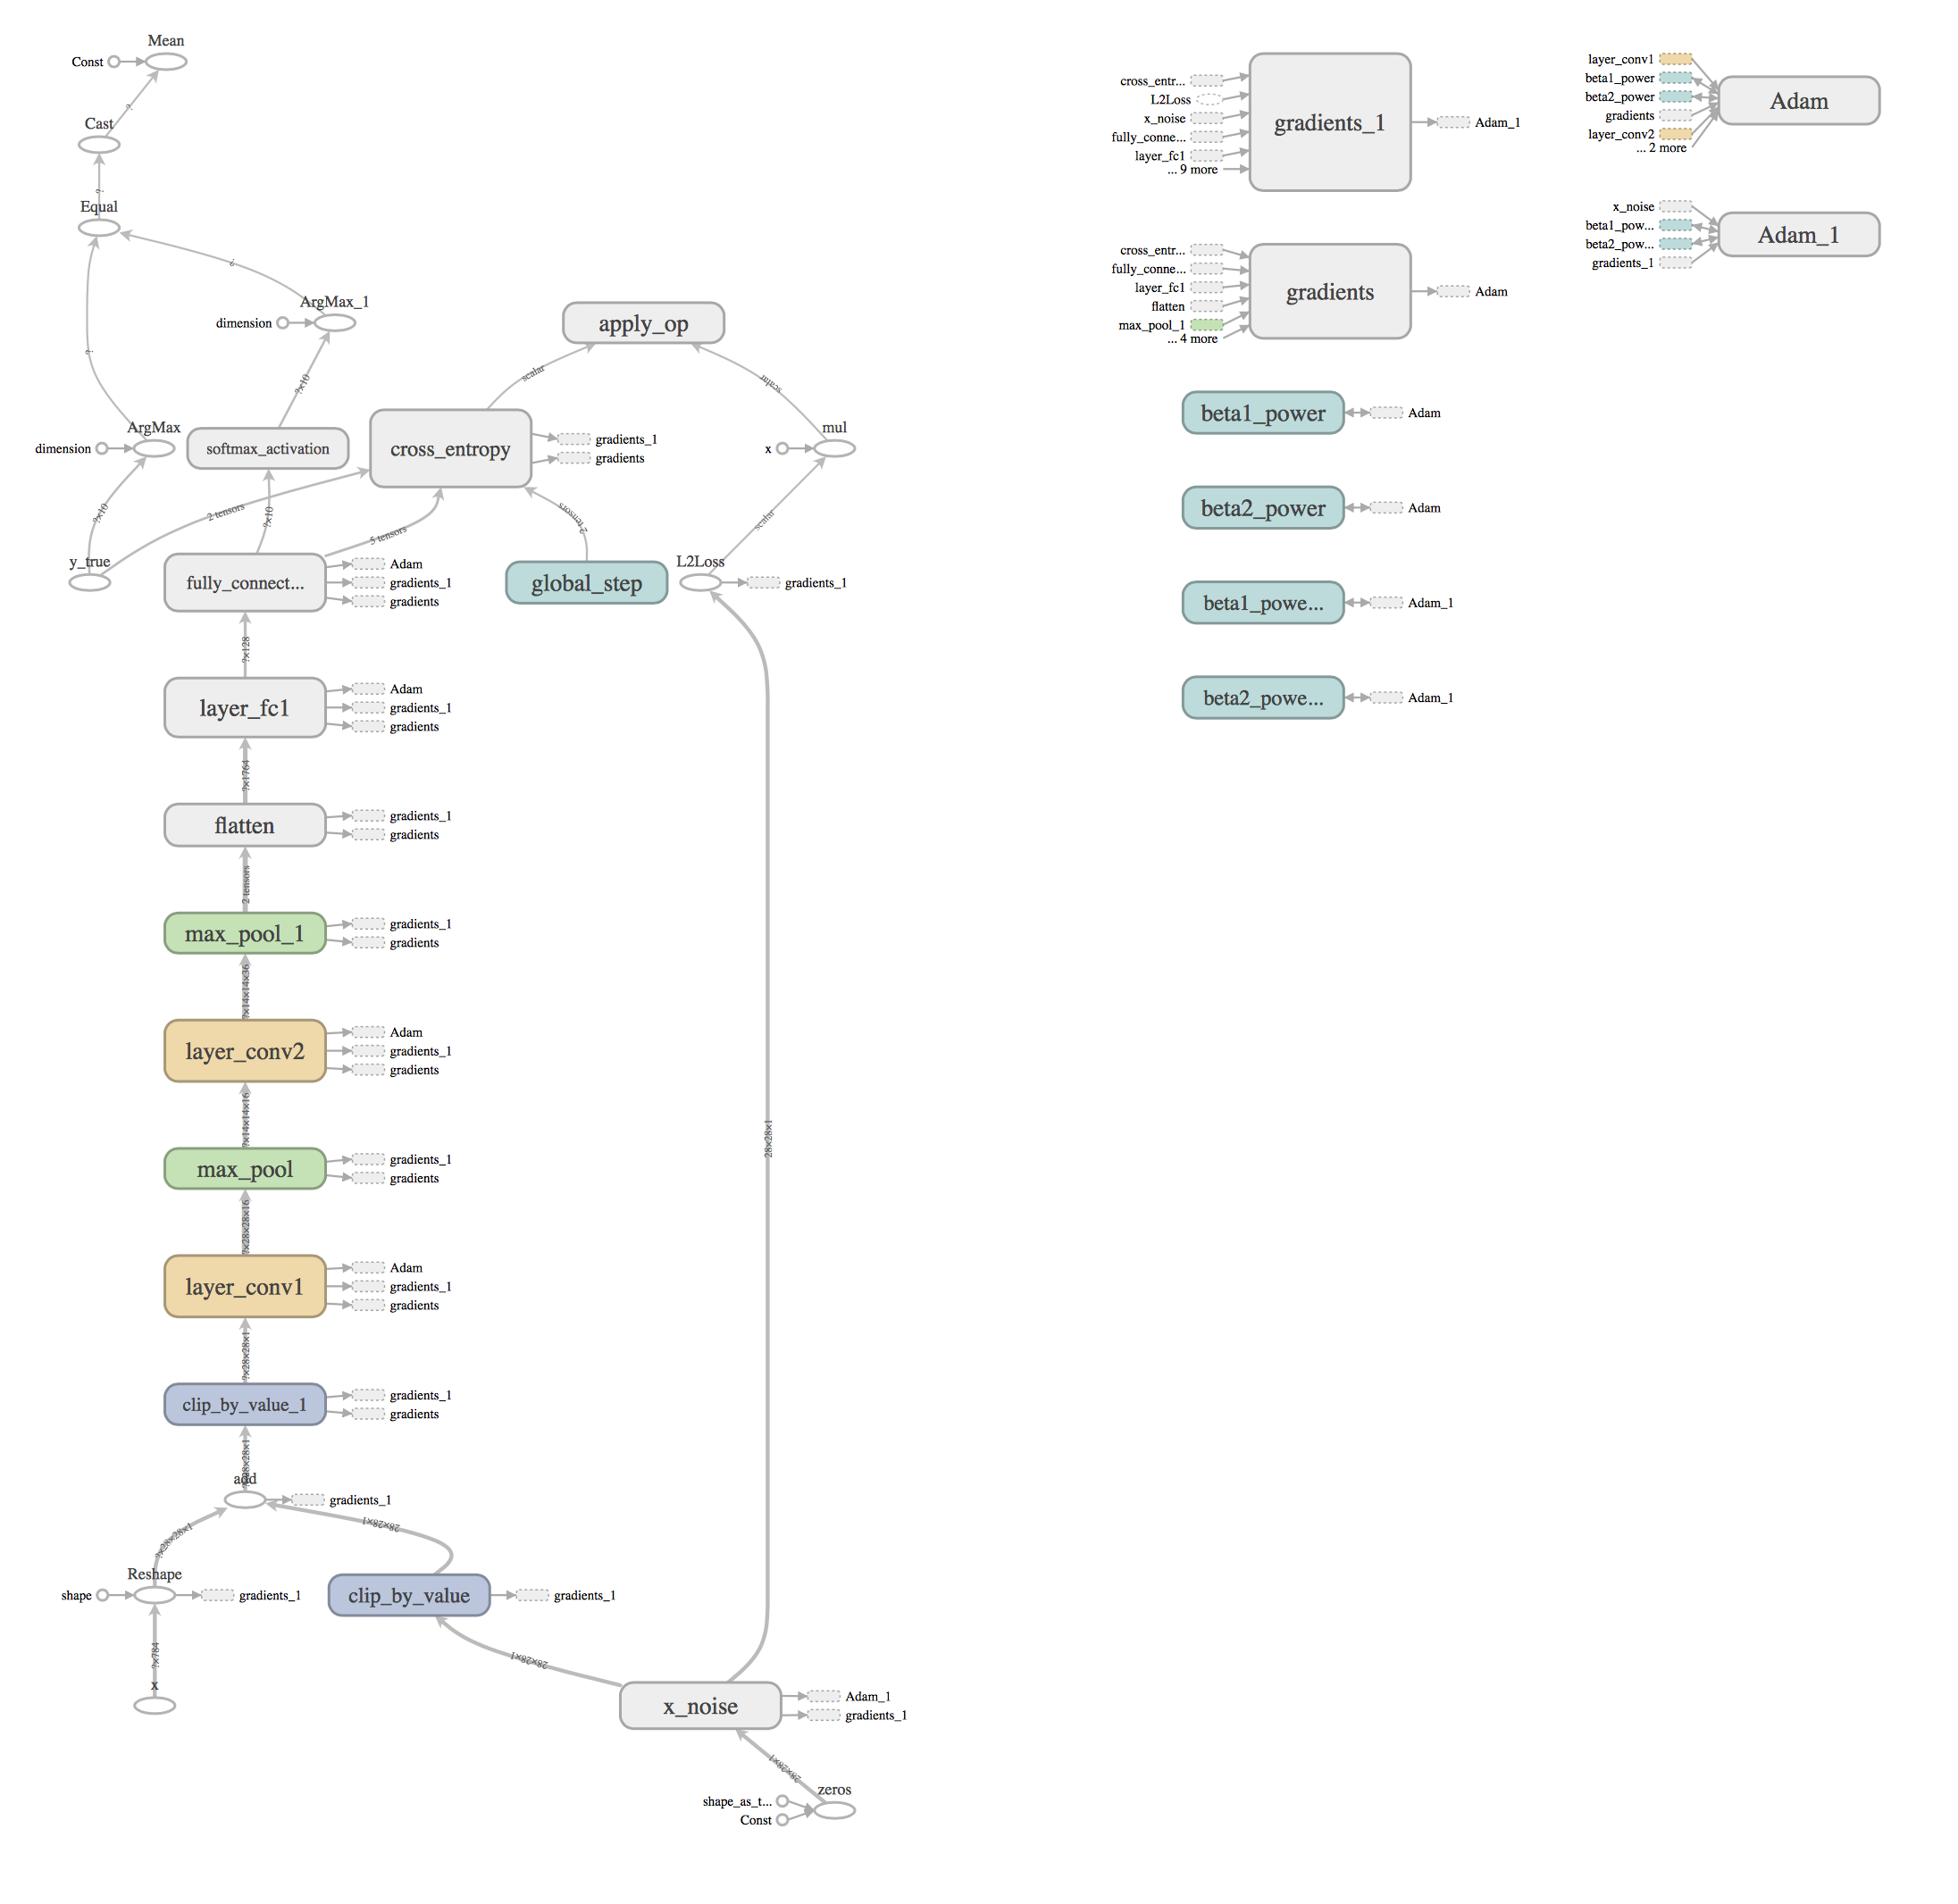 Mean
Const
?
Cast
?
Equal
?
?
ArgMax_1
dimension
?x10
ArgMax
dimension
softmax_activation
?x10
2 tensors
?x10
y_true
apply_op
scalar
scalar
cross_entropy
gradients_1
gradients
mul
x
5 tensors
2 tensors
scalar
fully_connect...
Adam
gradients_1
gradients
global_step
L2Loss
gradients_1
?x128
layer_fc1
Adam
gradients_1
gradients
?x1764
flatten
gradients_1
gradients
2 tensors
max_pool_1
gradients_1
gradients
?x14x14x36
layer_conv2
Adam
gradients_1
gradients
?x14x14x16
max_pool
gradients_1
gradients
?x28x28x16
layer_conv1
Adam
gradients_1
gradients
?x28x28x1
clip_by_value_1
gradients_1
gradients
?x28x28x1
add
gradients_1
?x28x28x1
28x28x1
Reshape
shape
gradients_1
clip_by_value
gradients_1
?x784
x
28x28x1
28x28x1
x_noise
Adam_1
gradients_1
28x28x1
zeros
shape_as_t...
Const
cross_entr...
L2Loss
x_noise
fully_conne...
layer_fc1
... 9 more
gradients_1
Adam_1
cross_entr...
fully_conne...
layer_fc1
flatten
max_pool_1
... 4 more
gradients
Adam
beta1_power
Adam
beta2_power
Adam
beta1_powe...
Adam_1
beta2_powe...
Adam_1
layer_conv1
beta1_power
beta2_power
gradients
layer_conv2
... 2 more
Adam
x_noise
beta1_pow...
beta2_pow...
gradients_1
Adam_1